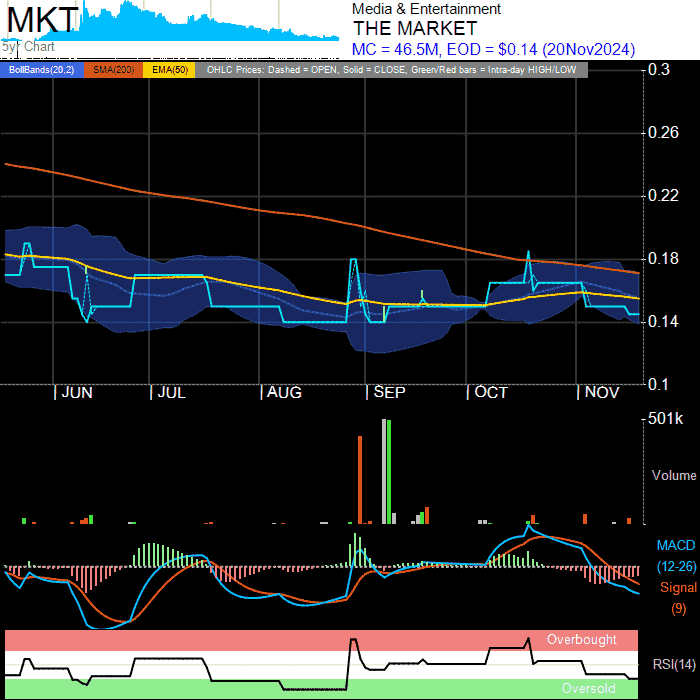 MKT
5yr Chart
Media & Entertainment
THE MARKET
MC = 46.5M, EOD = $0.14 (20Nov2024)
BollBands(20,2) SMA(200) EMA(50) OHLC Prices: Dashed = OPEN, Solid = CLOSE, Green/Red bars = Intra-day HIGH/LOW
0.3
0.26
0.22
0.18
0.14
0.1
JUN JUL AUG SEP OCT NOV
501k
Volume
MACD
(12-26)
Signal
(9)
Overbought
RSI(14)
Oversold